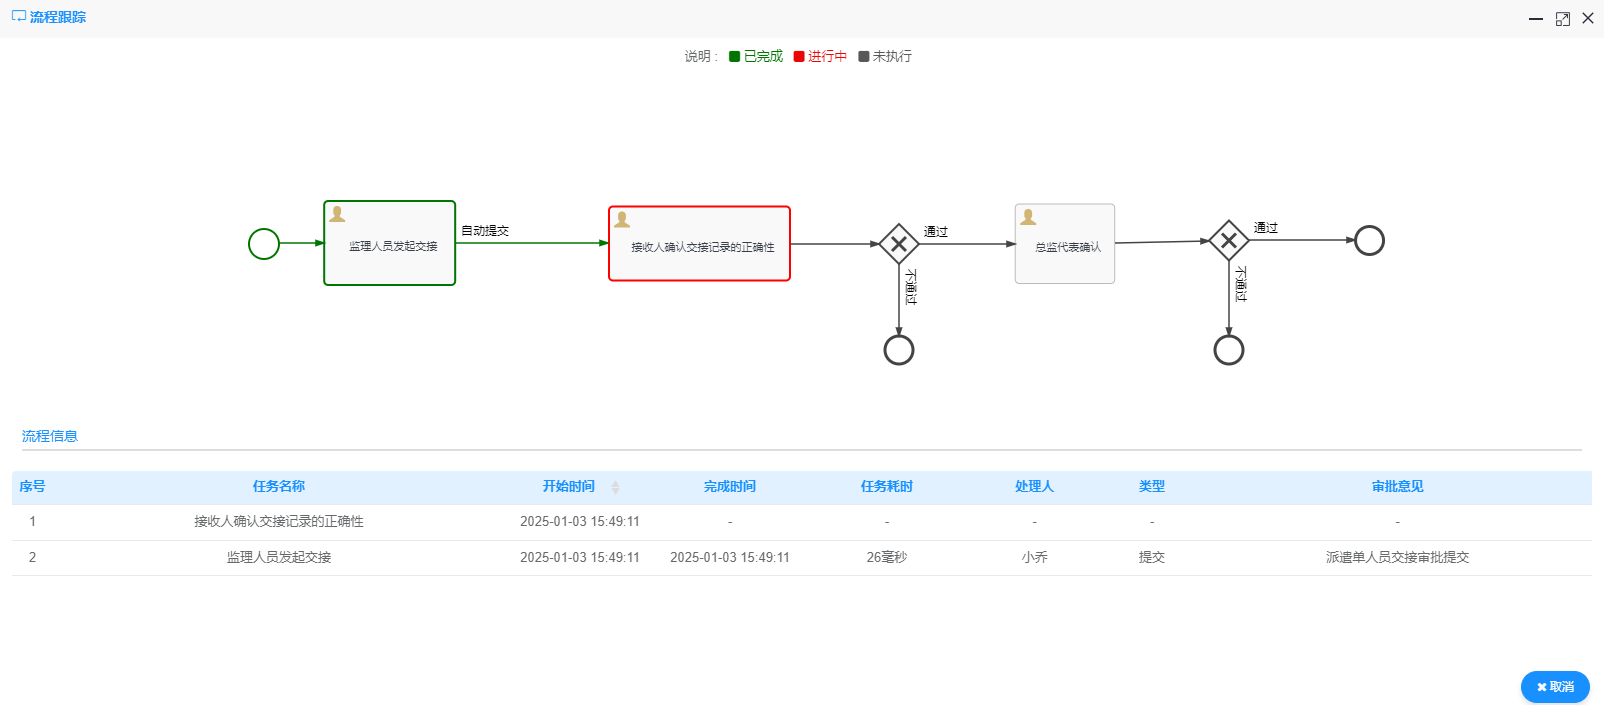 流程跟踪
说明： 已完成 进行中 未执行
监理人员发起交接
自动提交
接收人确认交接记录的正确性
通过
不通过
总监代表确认
通过
不通过
流程信息
序号 任务名称 开始时间 完成时间 任务耗时 处理人 类型 审批意见
1 接收人确认交接记录的正确性 2025-01-03 15:49:11 - - - - -
2 监理人员发起交接 2025-01-03 15:49:11 2025-01-03 15:49:11 26毫秒 小乔 提交 派遣单人员交接审批提交
取消